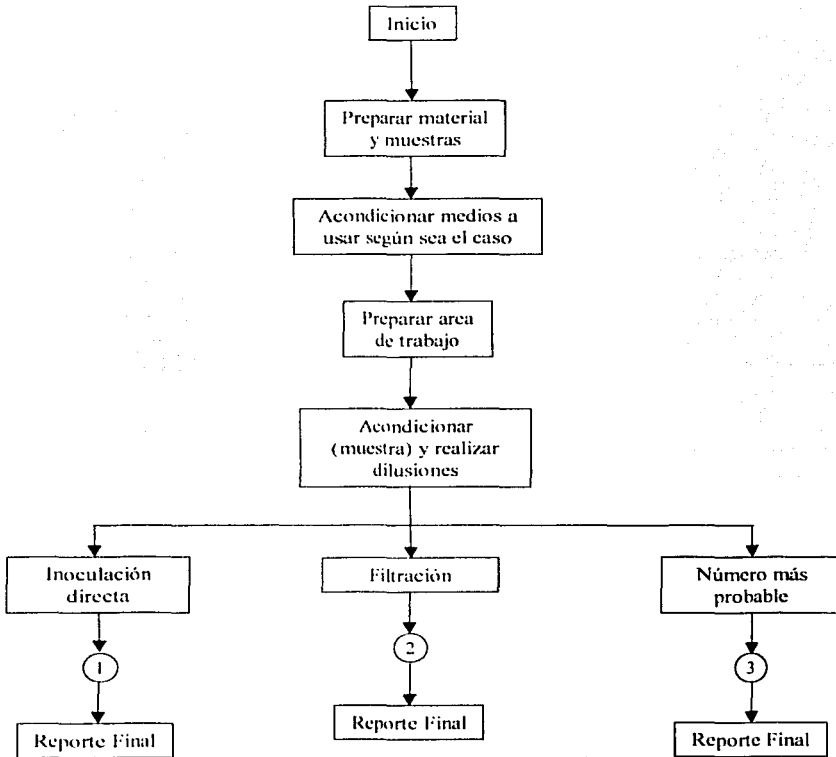 Inicio
Preparar material
y muestras
Acondicionar medios a
usar según sea el caso
Preparar area
de trabajo
Acondicionar
(muestra) y realizar
dilusiones
Inoculación
directa
Filtración
Número más
probable
1
2
3
Reporte Final
Reporte Final
Reporte Final